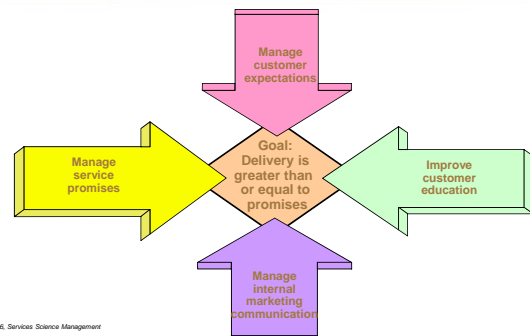 Manage
customer
expectations
Manage
service
promises
Goal:
Delivery is
greater than
or equal to
promises
Improve
customer
education
Manage
internal
marketing
communication
6, Services Science Management